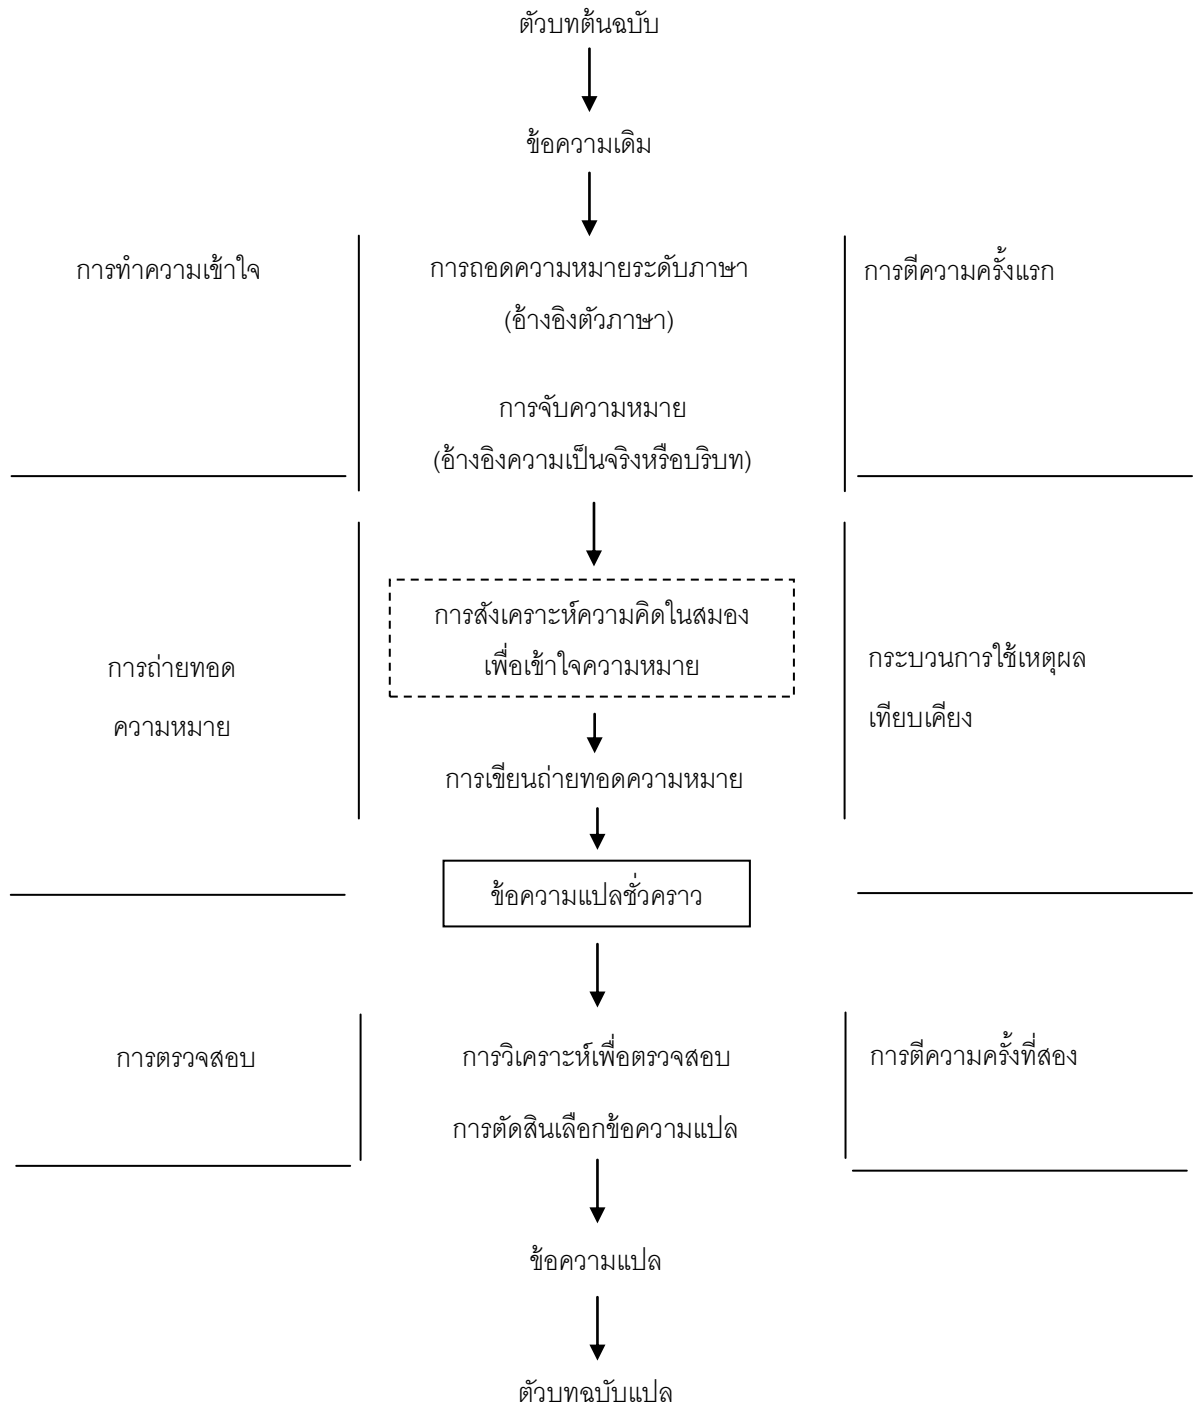 ตัวบทต้นฉบับ
ข้อความเดิม
การทำความเข้าใจ
การถอดความหมายระดับภาษา
(อ้างอิงตัวภาษา)
การจับความหมาย
(อ้างอิงความเป็นจริงหรือบริบท)
การตีความครั้งแรก
การถ่ายทอด
ความหมาย
การสังเคราะห์ความคิดในสมอง
เพื่อเข้าใจความหมาย
การเขียนถ่ายทอดความหมาย
ข้อความแปลชั่วคราว
กระบวนการใช้เหตุผล
เทียบเคียง
การตรวจสอบ
การวิเคราะห์เพื่อตรวจสอบ
การตัดสินเลือกข้อความแปล
การตีความครั้งที่สอง
ข้อความแปล
ตัวบทฉบับแปล